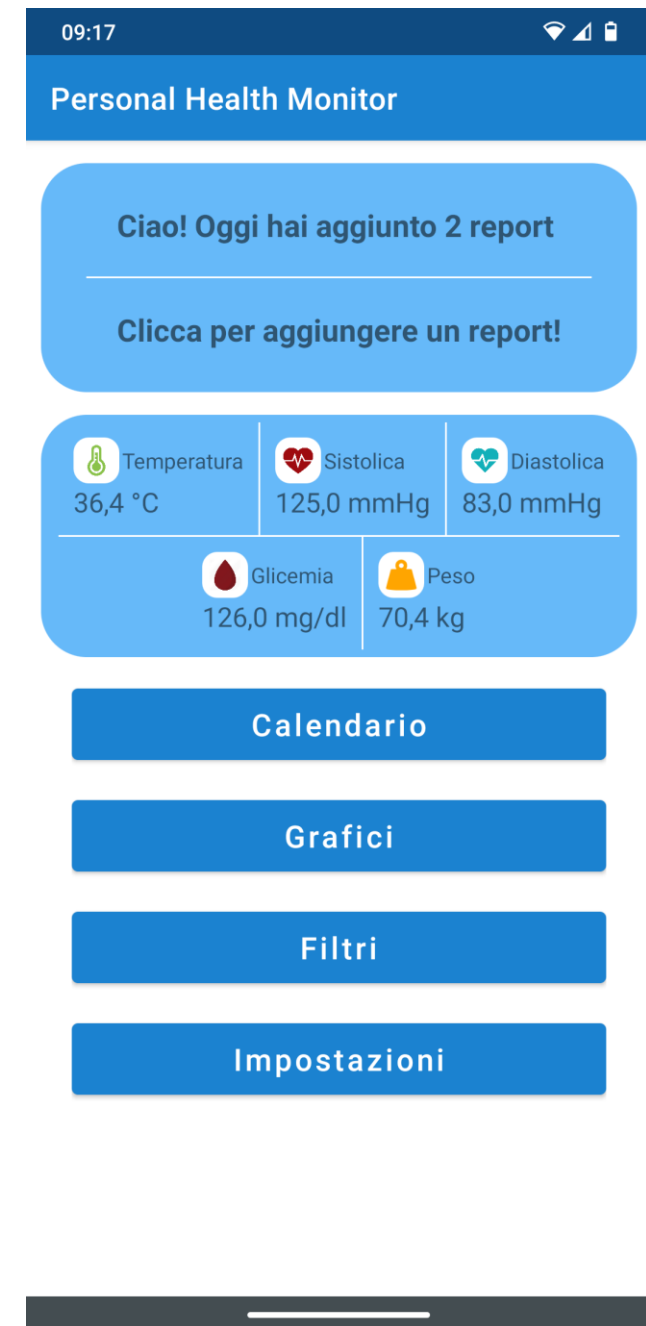 09:17
Personal Health Monitor
Ciao! Oggi hai aggiunto 2 report
Clicca per aggiungere un report!
Temperatura Sistolica Diastolica
36,4 °C 125,0 mmHg 83,0 mmHg
Glicemia Peso
126,0 mg/dl 70,4 kg
Calendario
Grafici
Filtri
Impostazioni